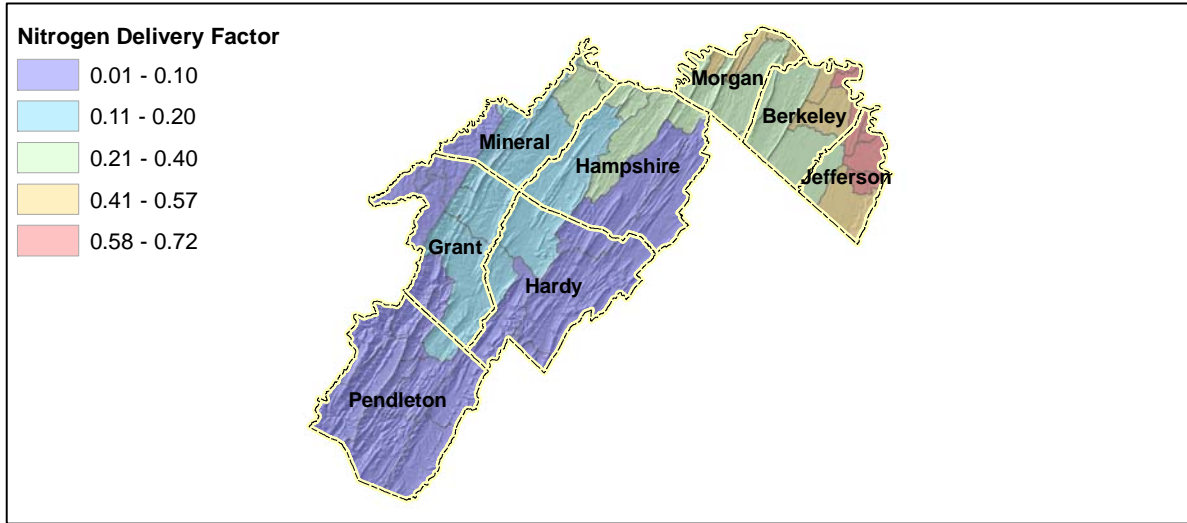 Nitrogen Delivery Factor
0.01 - 0.10
0.11 - 0.20
0.21 - 0.40
0.41 - 0.57
0.58 - 0.72
Morgan
Berkeley
Mineral
Hampshire
Jefferson
Grant
Hardy
Pendleton